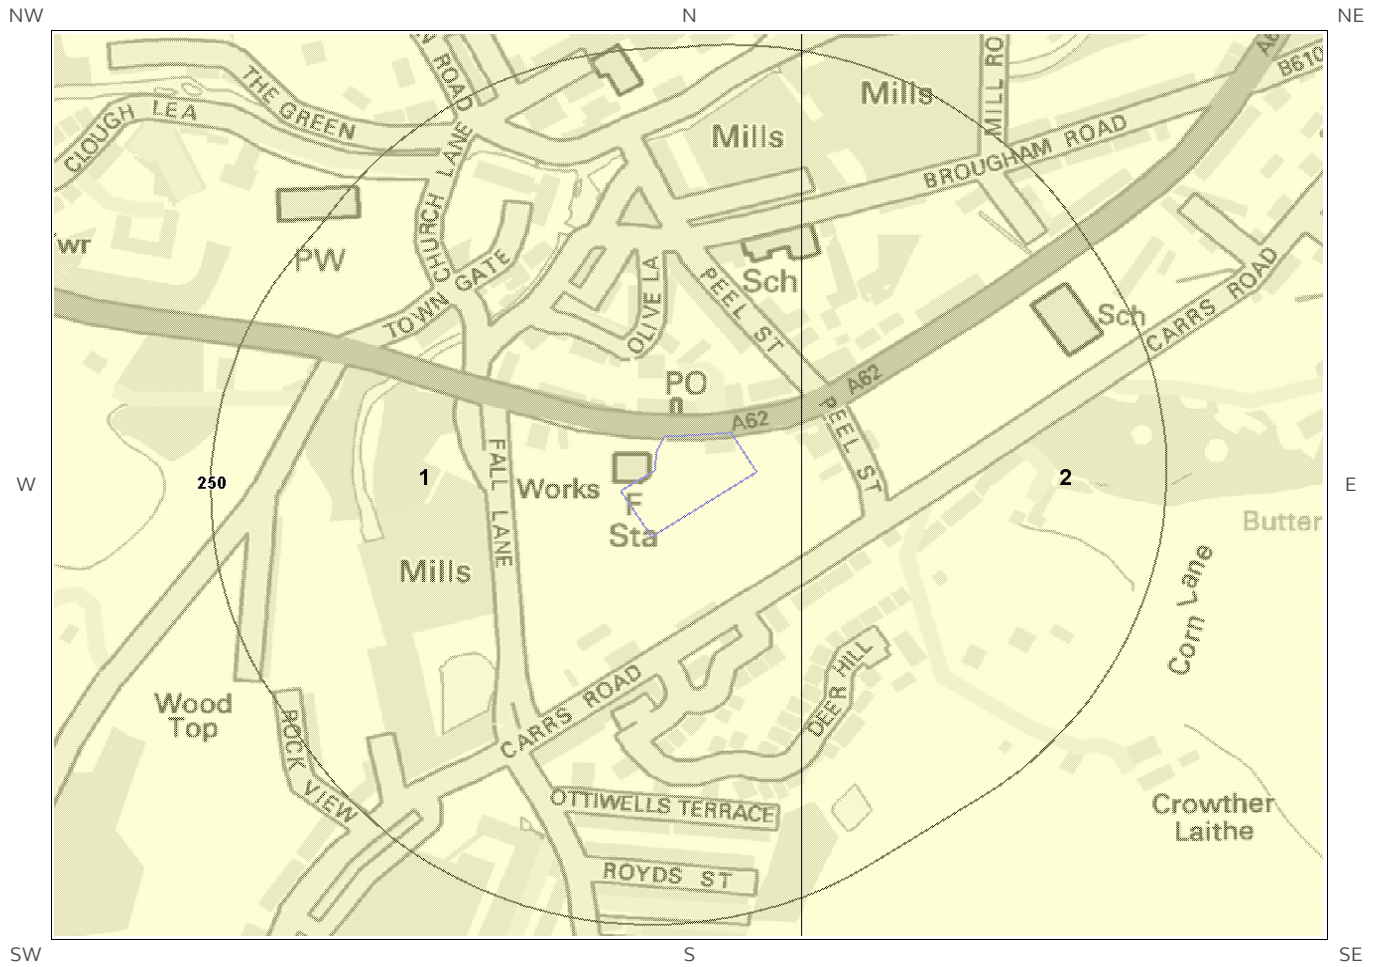 NW
N
NE
MILL RO
A6
B610
THE GREEN
N ROAD
CLOUGH LEA
Mills
Mills
BROUGHAM ROAD
CHURCH LANE
wr
PW
TOWN GATE
OLIVE LA
PEEL ST
Sch
Sch
CARRS ROAD
PO
A62
A62
PEEL ST
W
250
1
FALL LANE
Works
F
Sta
2
E
Butter
Mills
Corn Lane
Wood
Top
ROCK VIEW
CARRS ROAD
DEER HILL
OTTIWELLS TERRACE
Crowther
Laithe
ROYDS ST
SW
S
SE